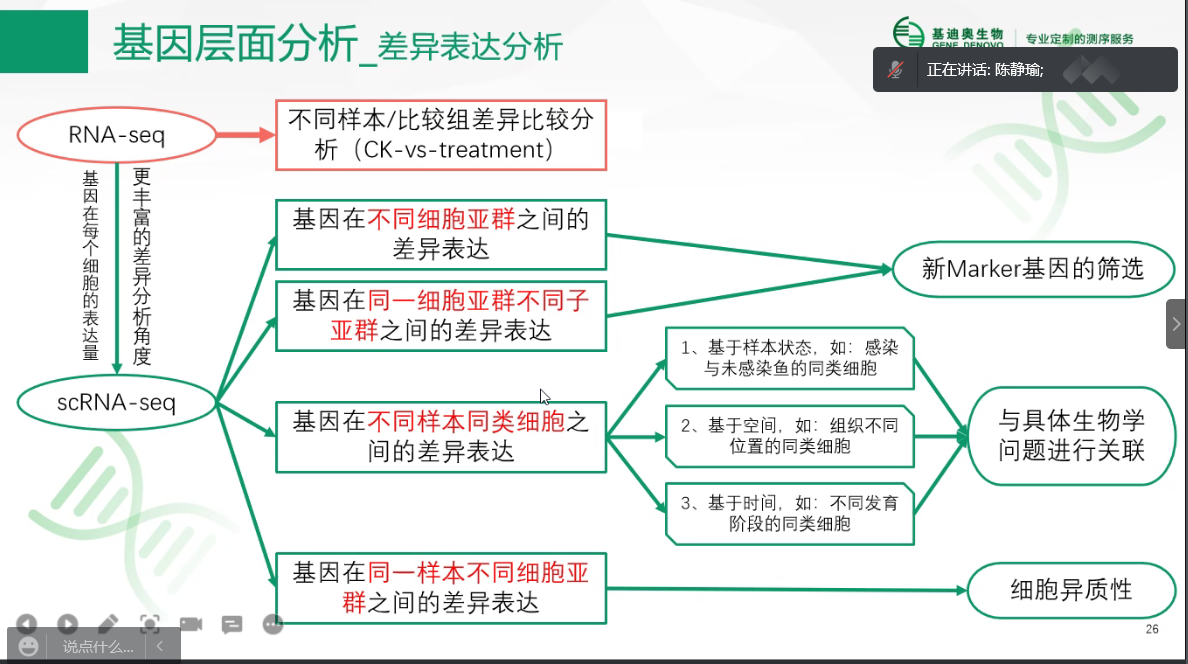 基因层面分析_差异表达分析
基迪奥生物
GENE DENOVO
专业定制的测序服务
正在讲话: 陈静瑜;
RNA-seq
不同样本/比较组差异比较分
析（CK-vs-treatment）
基因在每个细胞的表达量
更丰富的差异分析角度
基因在不同细胞亚群之间的
差异表达
新Marker基因的筛选
基因在同一细胞亚群不同子
亚群之间的差异表达
1、基于样本状态，如：感染
与未感染鱼的同类细胞
scRNA-seq
基因在不同样本同类细胞之
间的差异表达
2、基于空间，如：组织不同
位置的同类细胞
与具体生物学
问题进行关联
3、基于时间，如：不同发育
阶段的同类细胞
基因在同一样本不同细胞亚
群之间的差异表达
细胞异质性
26
说点什么...